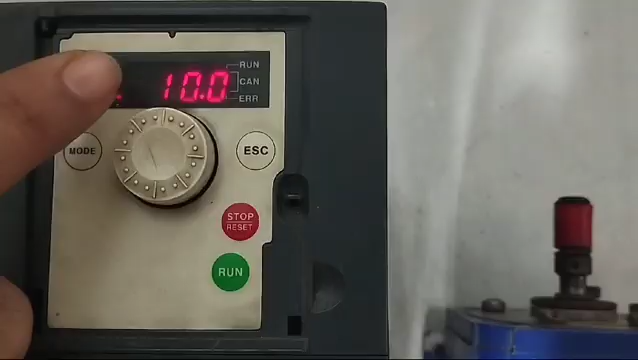 RUN
10.0
CAN
ERR
MODE
ESC
STOP
RESET
RUN